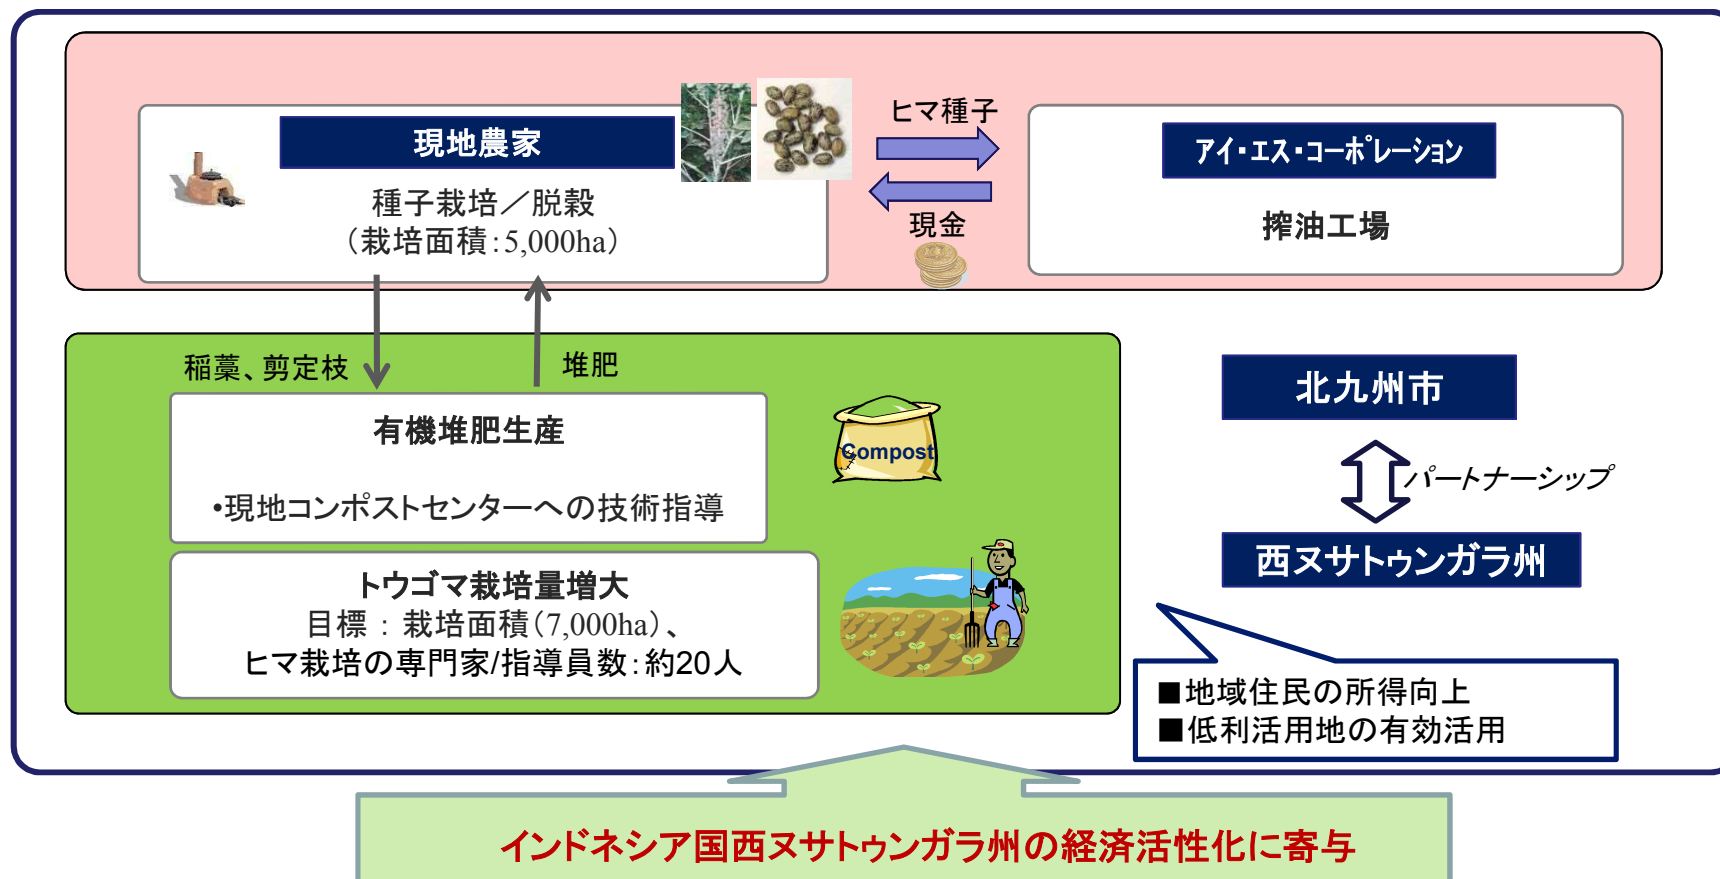 現地農家
種子栽培／脱穀
（栽培面積：5,000ha）
ヒマ種子
現金
アイ・エス・コーポレーション
搾油工場
稲藁、剪定枝
堆肥
有機堆肥生産
•現地コンポストセンターへの技術指導
Compost
トウゴマ栽培量増大
目標 ： 栽培面積（7,000ha）、
ヒマ栽培の専門家/指導員数：約20人
北九州市
パートナーシップ
西ヌサトゥンガラ州
■地域住民の所得向上
■低利活用地の有効活用
インドネシア国西ヌサトゥンガラ州の経済活性化に寄与